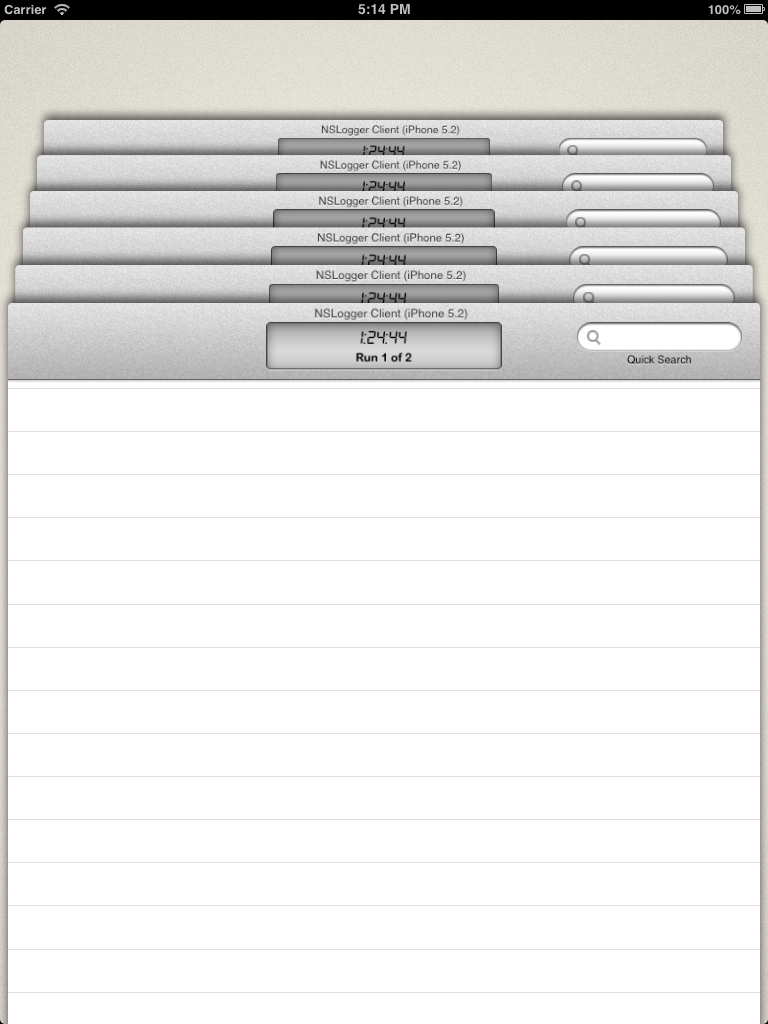 Carrier 5:14 PM 100%
NSLogger Client (iPhone 5.2)
1:24:44
NSLogger Client (iPhone 5.2)
1:24:44
NSLogger Client (iPhone 5.2)
1:24:44
NSLogger Client (iPhone 5.2)
1:24:44
NSLogger Client (iPhone 5.2)
1:24:44
NSLogger Client (iPhone 5.2)
1:24:44
Run 1 of 2
Quick Search